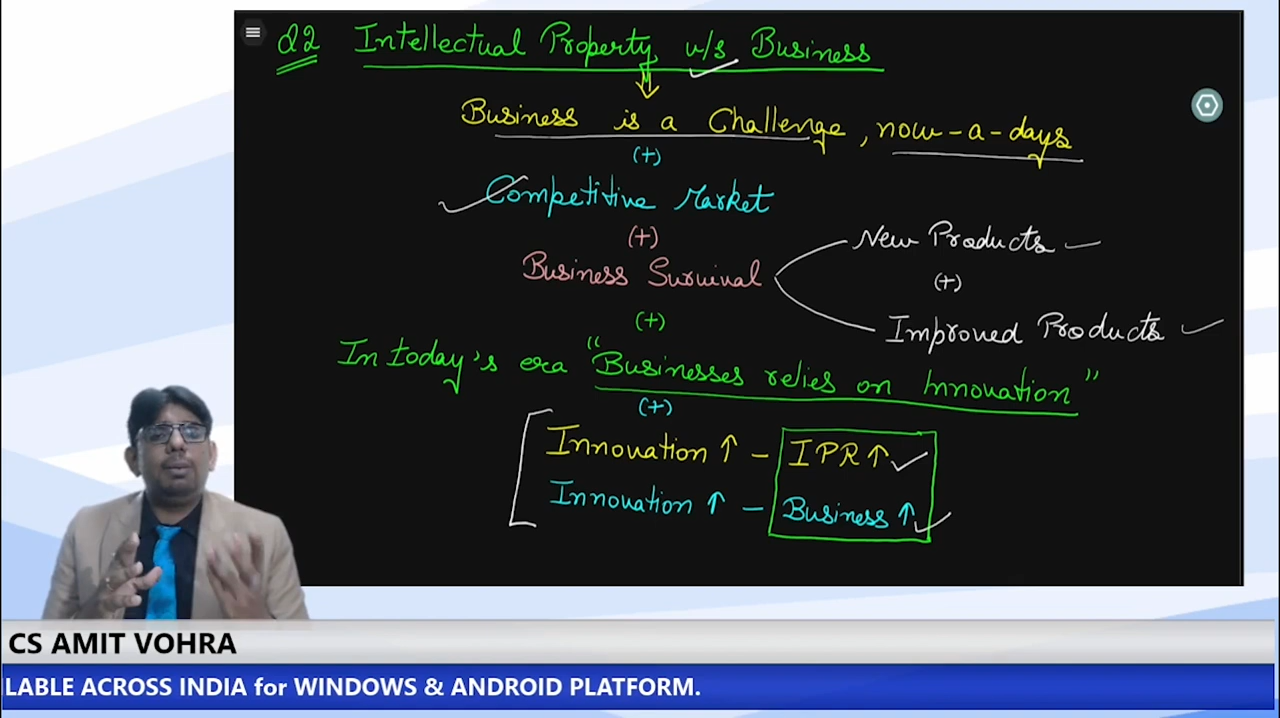 Q2 Intellectual Property v/s Business
Business is a Challenge, now-a-days
(+)
Competitive Market
(+)
Business Survival
New Products
(+)
Improved Products
(+)
In today's era "Businesses relies on Innovation"
(+)
Innovation ↑ - IPR ↑
Innovation ↑ - Business ↑
CS AMIT VOHRA
LABLE ACROSS INDIA for WINDOWS & ANDROID PLATFORM.